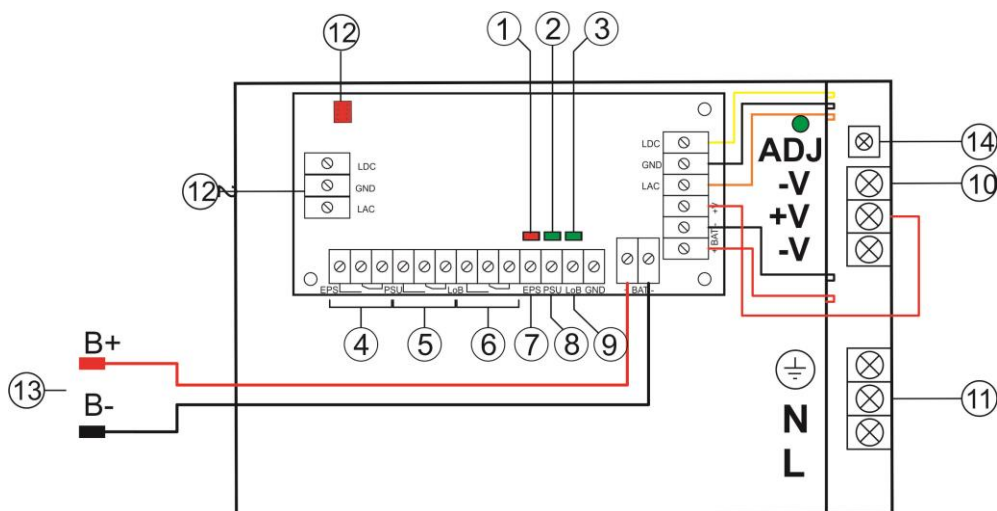 1 2 3
12
LDC
GND
LAC
12
LDC
GND
LAC
+V
+BAT-
ADJ
-V
+V
-V
14
10
EPS PSU LoB EPS PSU LoB GND
BAT-
4 5 6 7 8 9
B+
B-
13
N
L
11